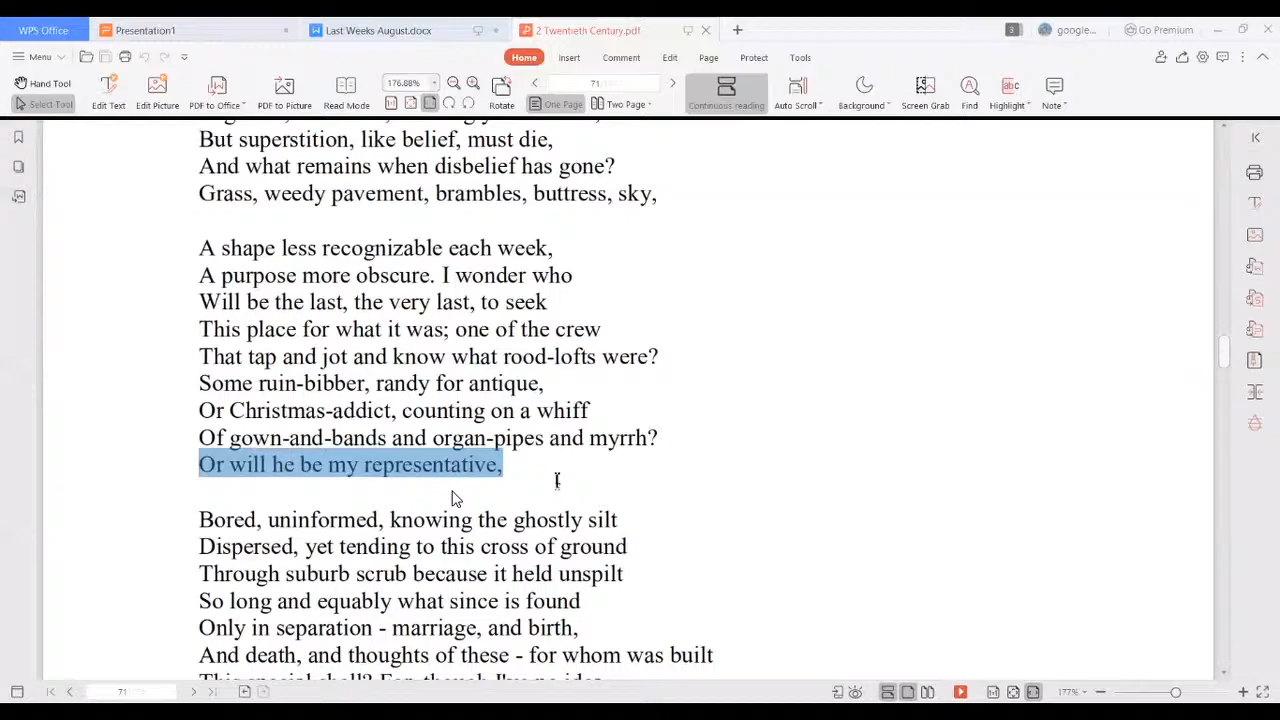 WPS Office
Presentation1
Last Weeks August.docx
2 Twentieth Century.pdf
3
google...
Go Premium
Menu
Home
Insert
Comment
Edit
Page
Protect
Tools
Hand Tool
Select Tool
Edit Text
Edit Picture
PDF to Office
PDF to Picture
Read Mode
176.88%
Rotate
71
One Page
Two Page
Continuous reading
Auto Scroll
Background
Screen Grab
Find
Highlight
Note
But superstition, like belief, must die,
And what remains when disbelief has gone?
Grass, weedy pavement, brambles, buttress, sky,
A shape less recognizable each week,
A purpose more obscure. I wonder who
Will be the last, the very last, to seek
This place for what it was; one of the crew
That tap and jot and know what rood-lofts were?
Some ruin-bibber, randy for antique,
Or Christmas-addict, counting on a whiff
Of gown-and-bands and organ-pipes and myrrh?
Or will he be my representative,
Bored, uninformed, knowing the ghostly silt
Dispersed, yet tending to this cross of ground
Through suburb scrub because it held unspilt
So long and equably what since is found
Only in separation - marriage, and birth,
And death, and thoughts of these - for whom was built
71
177%